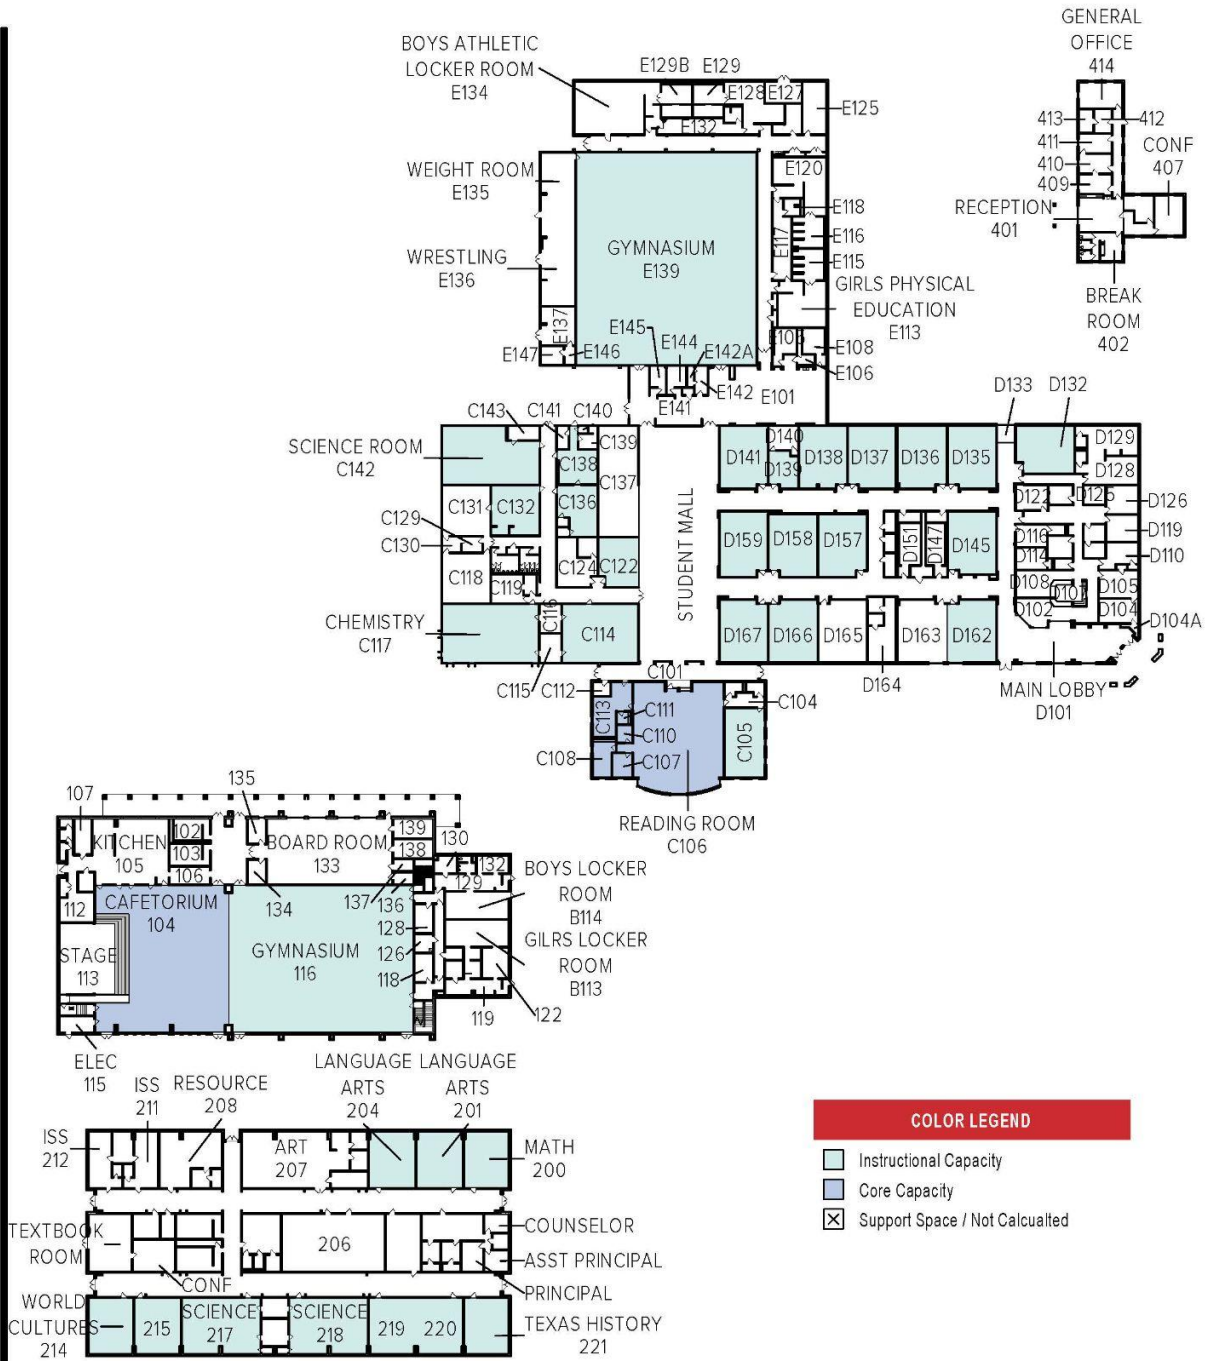 GENERAL
OFFICE
414
413
412
411
410
409
CONF
407
RECEPTION
401
BREAK
ROOM
402
BOYS ATHLETIC
LOCKER ROOM
E134
E129B
E129
E128
E127
E125
E132
WEIGHT ROOM
E135
WRESTLING
E136
GYMNASIUM
E139
E120
E118
E117
E116
E115
GIRLS PHYSICAL
EDUCATION
E113
E137
E147
E146
E145
E144
E142A
E142
E141
E108
E106
E101
C143
C141
C140
C139
SCIENCE ROOM
C142
C138
C137
C131
C132
C136
C129
C130
C118
C119
C124
C122
CHEMISTRY
C117
C116
C114
C115
STUDENT MALL
D141
D140
D139
D138
D137
D136
D135
D133
D132
D129
D128
D122
D126
D159
D158
D157
D151
D147
D145
D116
D114
D119
D110
D108
D105
D102
D104
D104A
D167
D166
D165
D164
D163
D162
MAIN LOBBY
D101
C101
C112
C113
C111
C110
C108
C107
C104
C105
READING ROOM
C106
107
135
KITCHEN
105
102
103
106
BOARD ROOM
133
139
138
130
132
129
137
136
134
112
CAFETORIUM
104
STAGE
113
GYMNASIUM
116
128
126
118
BOYS LOCKER
ROOM
B114
GILRS LOCKER
ROOM
B113
122
119
ELEC
115
ISS
211
RESOURCE
208
LANGUAGE
ARTS
204
LANGUAGE
ARTS
201
ISS
212
ART
207
MATH
200
TEXTBOOK
ROOM
206
COUNSELOR
ASST PRINCIPAL
PRINCIPAL
CONF
WORLD
CULTURES
214
215
SCIENCE
217
SCIENCE
218
219
220
TEXAS HISTORY
221
COLOR LEGEND
Instructional Capacity
Core Capacity
Support Space / Not Calcualted